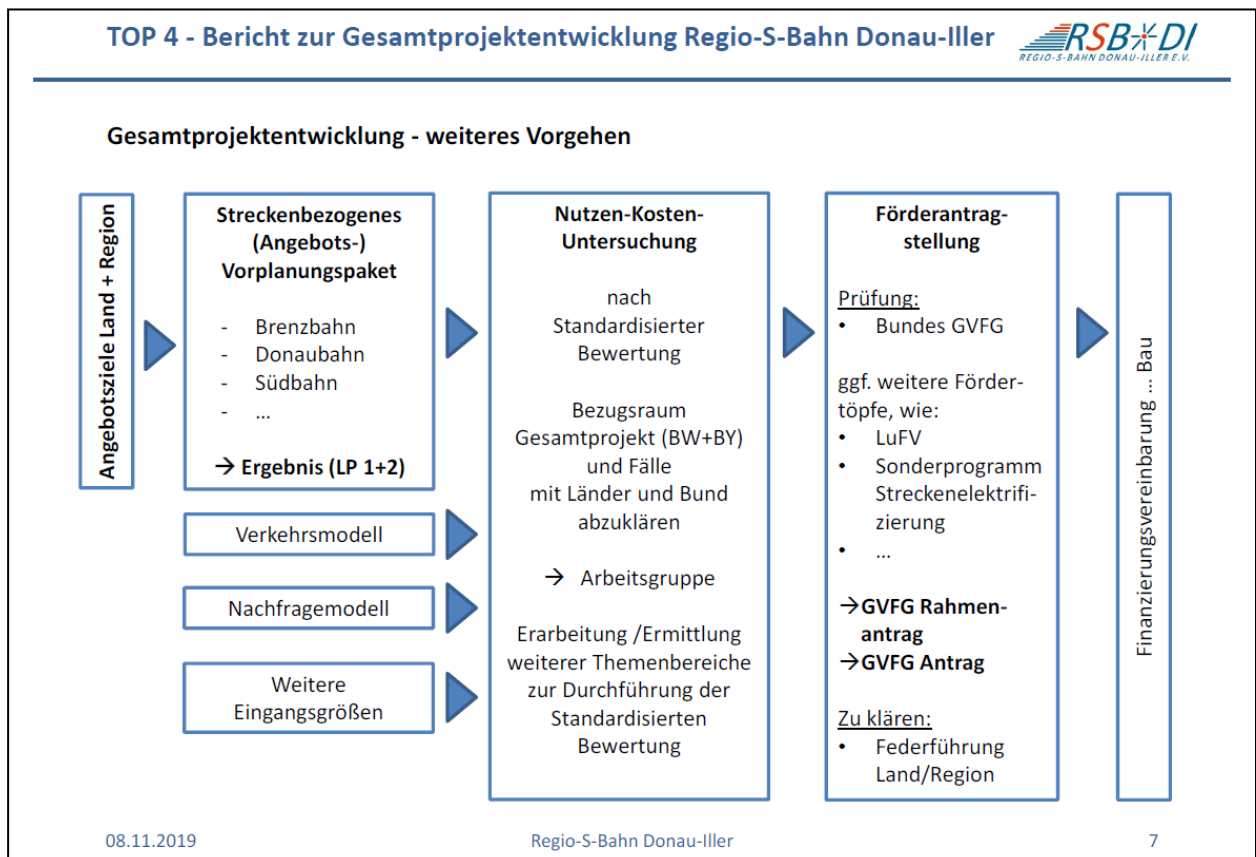 TOP 4 - Bericht zur Gesamtprojektentwicklung Regio-S-Bahn Donau-Iller
RSB DI
REGIO-S-BAHN DONAU-ILLER E.V.
Gesamtprojektentwicklung - weiteres Vorgehen
Angebotsziele Land + Region
Streckenbezogenes
(Angebots-)
Vorplanungspaket
- Brenzbahn
- Donaubahn
- Südbahn
- ...
→ Ergebnis (LP 1+2)
Verkehrsmodell
Nachfragemodell
Weitere
Eingangsgrößen
Nutzen-Kosten-
Untersuchung
nach
Standardisierter
Bewertung
Bezugsraum
Gesamtprojekt (BW+BY)
und Fälle
mit Länder und Bund
abzuklären
→ Arbeitsgruppe
Erarbeitung /Ermittlung
weiterer Themenbereiche
zur Durchführung der
Standardisierten
Bewertung
Förderantrag-
stellung
Prüfung:
• Bundes GVFG
ggf. weitere Förder-
töpfe, wie:
• LuFV
• Sonderprogramm
Streckenelektrifi-
zierung
• ...
→GVFG Rahmen-
antrag
→GVFG Antrag
Zu klären:
• Federführung
Land/Region
Finanzierungsvereinbarung ... Bau
08.11.2019
Regio-S-Bahn Donau-Iller
7